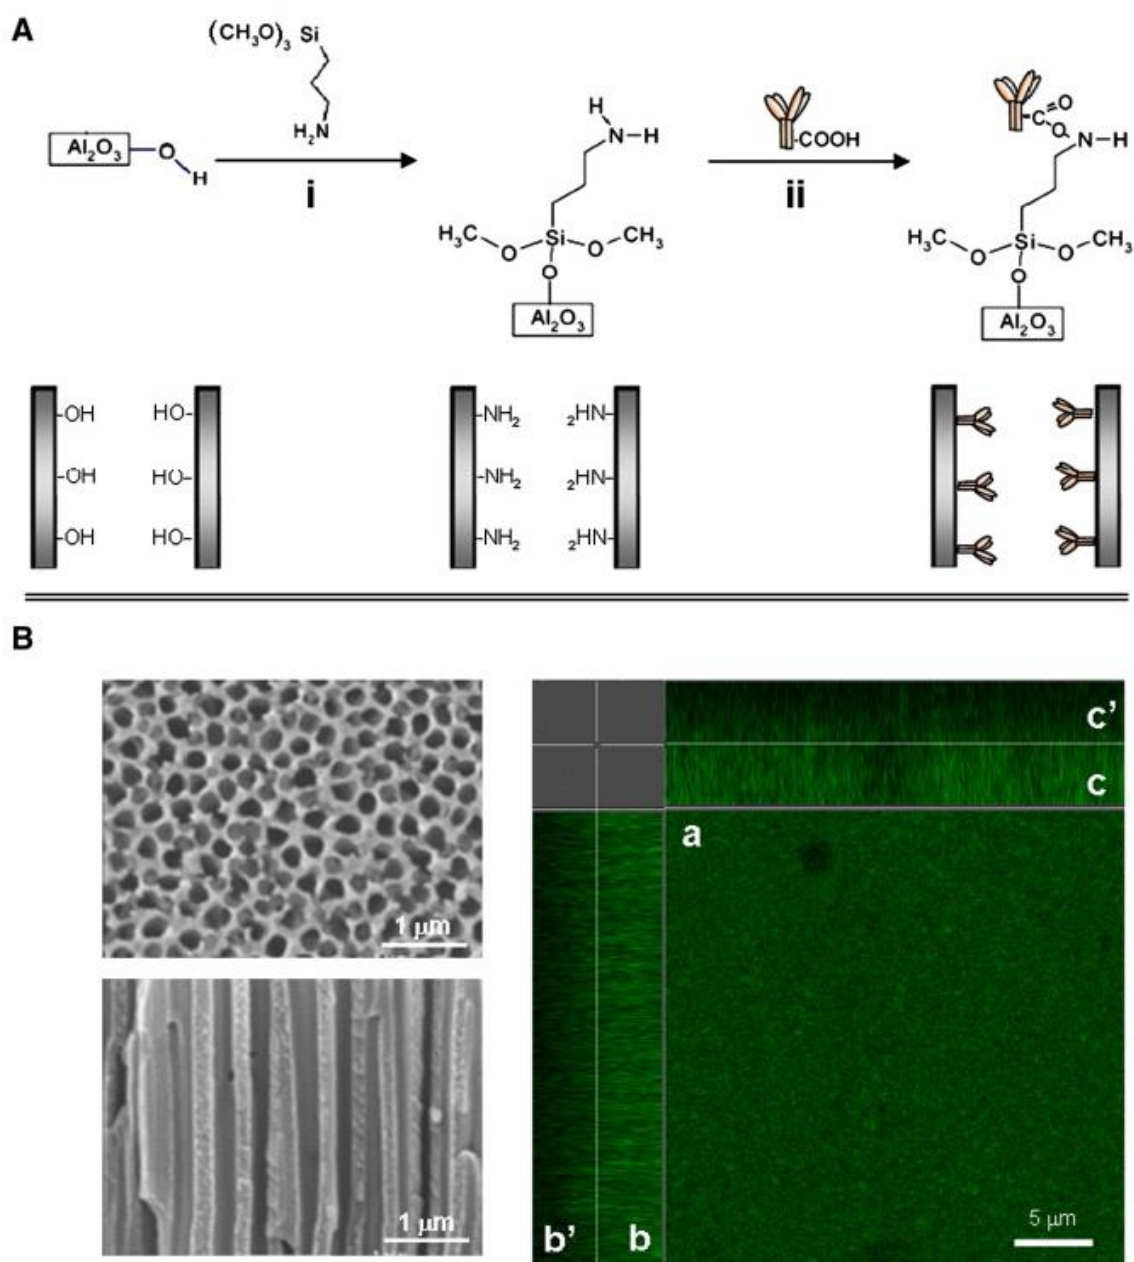 A
(CH₃O)₃ Si
H₂N
Al₂O₃ O
H
i
H
N H
H₃C O Si O CH₃
O
Al₂O₃
COOH
ii
C O
O
N H
H₃C O Si O CH₃
O
Al₂O₃
OH HO
OH HO
OH HO
NH₂ ₂HN
NH₂ ₂HN
NH₂ ₂HN
B
1 μm
1 μm
c'
c
a
b' b
5 μm